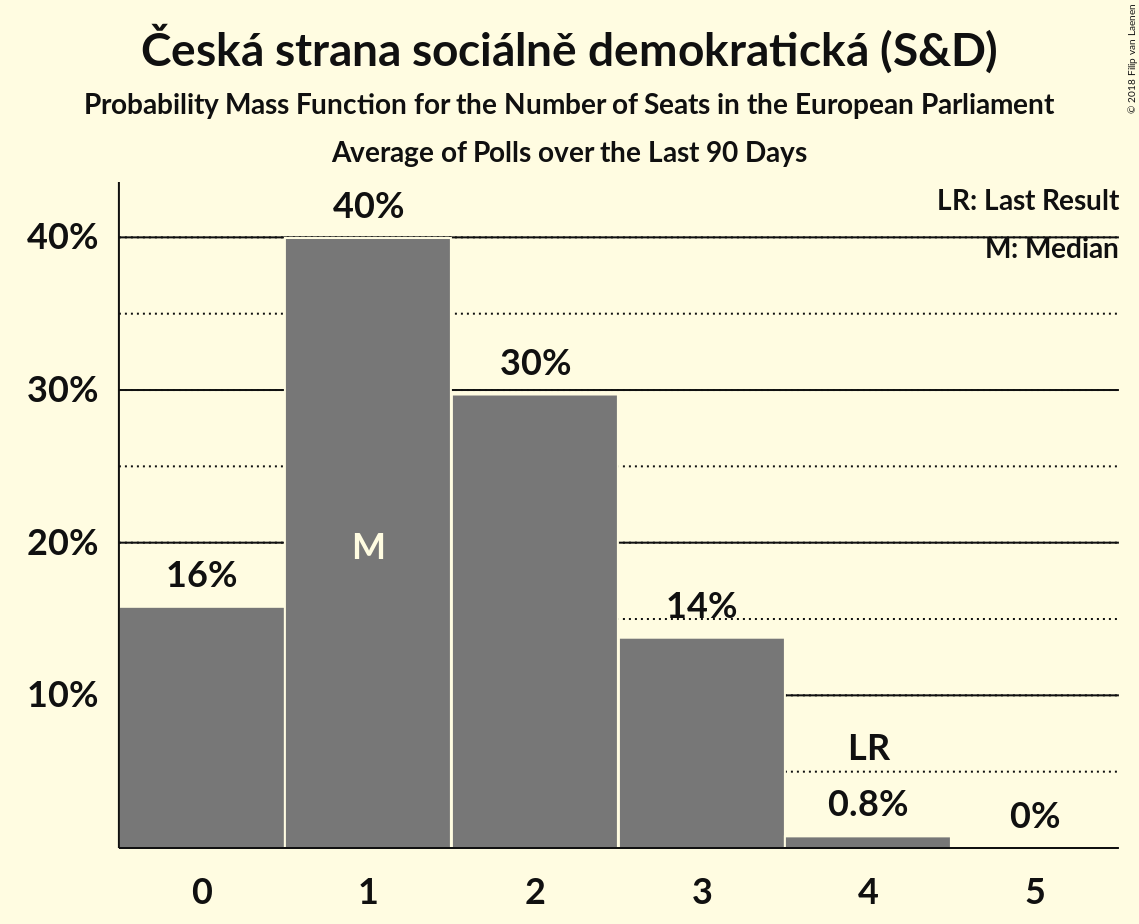 Česká strana sociálně demokratická (S&D)
Probability Mass Function for the Number of Seats in the European Parliament
Average of Polls over the Last 90 Days
© 2018 Filip van Laenen
LR: Last Result
M: Median
40%
30%
20%
10%
16%
40%
M
30%
14%
LR
0.8%
0%
0 1 2 3 4 5